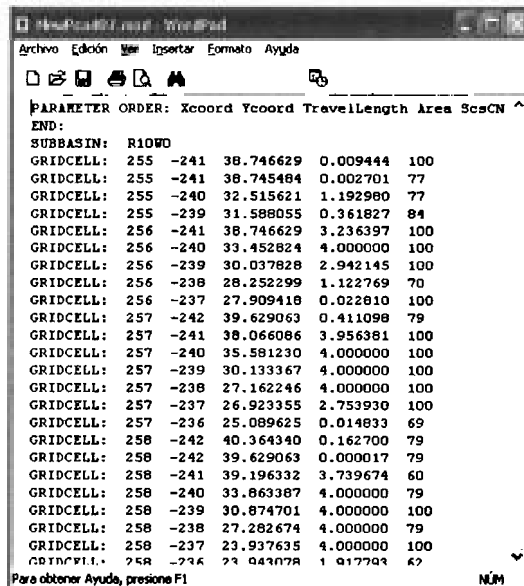 NewRoadRf.mod - WordPad
Archivo Edición Ver Insertar Formato Ayuda
PARAMETER ORDER: Xcoord Ycoord TravelLength Area ScsCN
END:
SUBBASIN: R10W0
GRIDCELL: 255 -241 38.746629 0.009444 100
GRIDCELL: 255 -241 38.745484 0.002701 77
GRIDCELL: 255 -240 32.515621 1.192980 77
GRIDCELL: 255 -239 31.588055 0.361827 84
GRIDCELL: 256 -241 38.746629 3.236397 100
GRIDCELL: 256 -240 33.452824 4.000000 100
GRIDCELL: 256 -239 30.037828 2.942145 100
GRIDCELL: 256 -238 28.252299 1.122769 70
GRIDCELL: 256 -237 27.909418 0.022810 100
GRIDCELL: 257 -242 39.629063 0.411098 79
GRIDCELL: 257 -241 38.066086 3.956381 100
GRIDCELL: 257 -240 35.581230 4.000000 100
GRIDCELL: 257 -239 30.133367 4.000000 100
GRIDCELL: 257 -238 27.162246 4.000000 100
GRIDCELL: 257 -237 26.923355 2.753930 100
GRIDCELL: 257 -236 25.089625 0.014833 69
GRIDCELL: 258 -242 40.364340 0.162700 79
GRIDCELL: 258 -242 39.629063 0.000017 79
GRIDCELL: 258 -241 39.196332 3.739674 60
GRIDCELL: 258 -240 33.863387 4.000000 79
GRIDCELL: 258 -239 30.874701 4.000000 100
GRIDCELL: 258 -238 27.282674 4.000000 79
GRIDCELL: 258 -237 23.937635 4.000000 100
GRIDCELL: 258 -236 23.943078 1.917793 62
Para obtener Ayuda, presione F1
NÚM